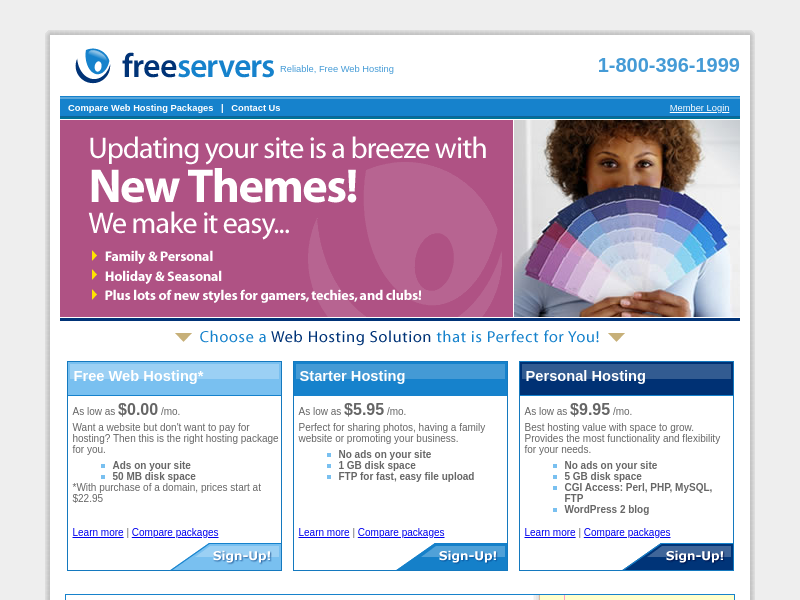 freeservers Reliable, Free Web Hosting 1-800-396-1999
Compare Web Hosting Packages | Contact Us Member Login
Updating your site is a breeze with
New Themes!
We make it easy...
Family & Personal
Holiday & Seasonal
Plus lots of new styles for gamers, techies, and clubs!
Choose a Web Hosting Solution that is Perfect for You!
Free Web Hosting*
As low as $0.00 /mo.
Want a website but don't want to pay for
hosting? Then this is the right hosting package
for you.
Ads on your site
50 MB disk space
*With purchase of a domain, prices start at
$22.95
Learn more | Compare packages
Sign-Up!
Starter Hosting
As low as $5.95 /mo.
Perfect for sharing photos, having a family
website or promoting your business.
No ads on your site
1 GB disk space
FTP for fast, easy file upload
Learn more | Compare packages
Sign-Up!
Personal Hosting
As low as $9.95 /mo.
Best hosting value with space to grow.
Provides the most functionality and flexibility
for your needs.
No ads on your site
5 GB disk space
CGI Access: Perl, PHP, MySQL,
FTP
WordPress 2 blog
Learn more | Compare packages
Sign-Up!